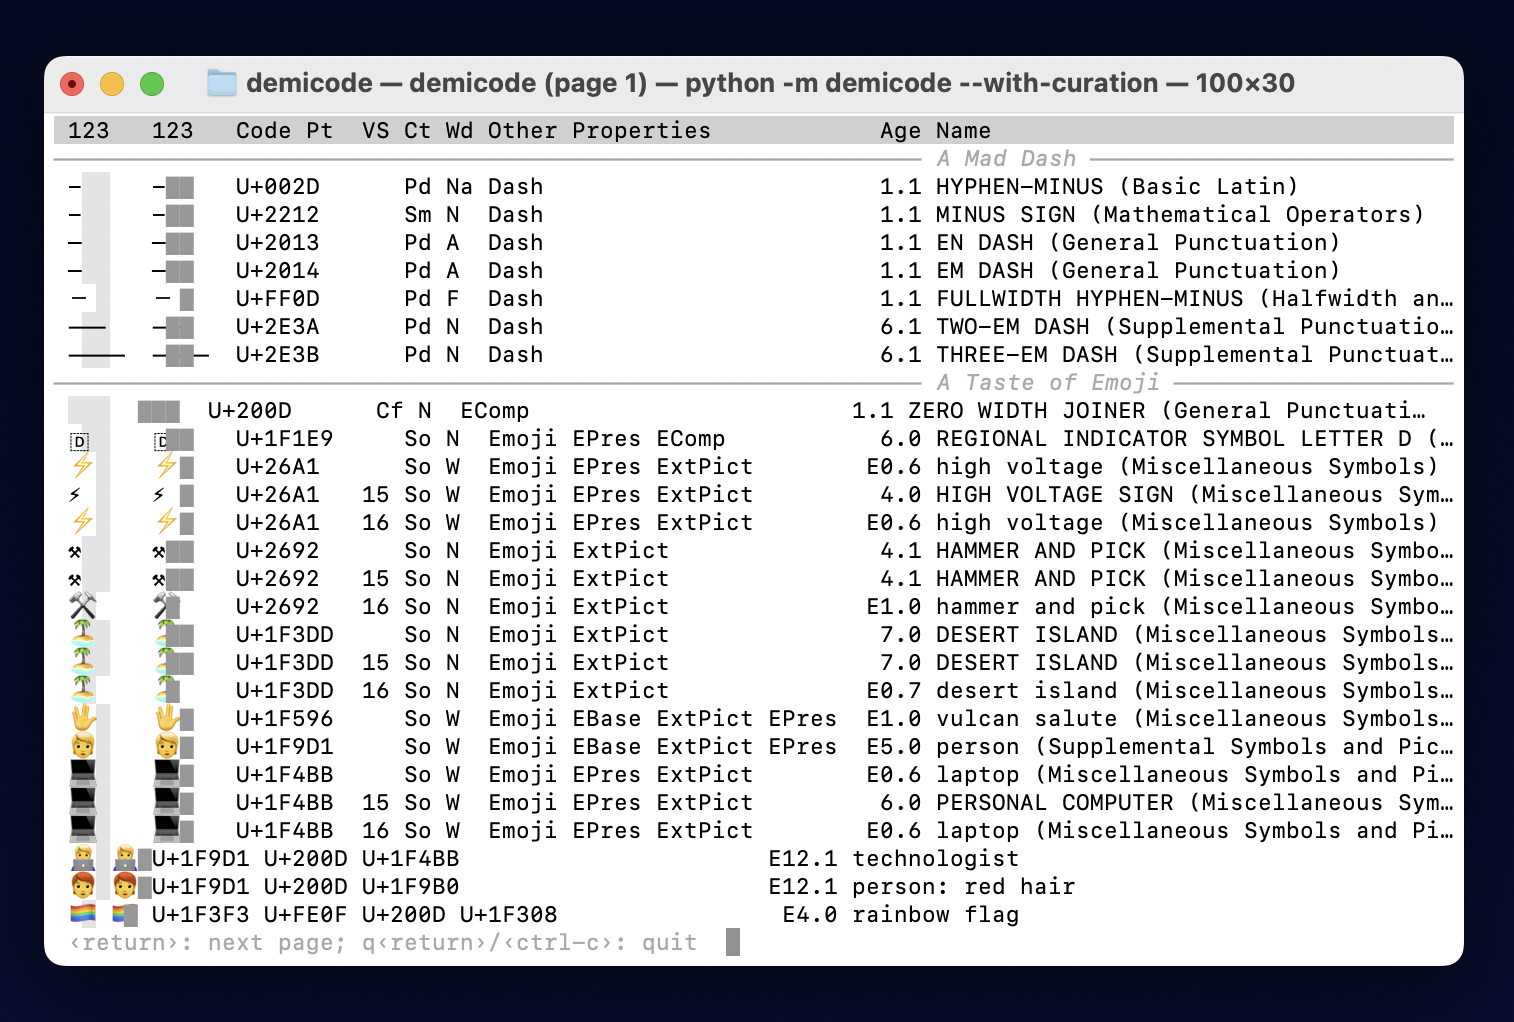 demicode — demicode (page 1) — python -m demicode --with-curation — 100×30
123 123 Code Pt VS Ct Wd Other Properties Age Name
A Mad Dash
- - U+002D Pd Na Dash 1.1 HYPHEN-MINUS (Basic Latin)
− − U+2212 Sm N Dash 1.1 MINUS SIGN (Mathematical Operators)
– – U+2013 Pd A Dash 1.1 EN DASH (General Punctuation)
— — U+2014 Pd A Dash 1.1 EM DASH (General Punctuation)
- - U+FF0D Pd F Dash 1.1 FULLWIDTH HYPHEN-MINUS (Halfwidth an…
⸺ ⸺ U+2E3A Pd N Dash 6.1 TWO-EM DASH (Supplemental Punctuatio…
⸻ ⸻ U+2E3B Pd N Dash 6.1 THREE-EM DASH (Supplemental Punctuat…
A Taste of Emoji
U+200D Cf N EComp 1.1 ZERO WIDTH JOINER (General Punctuati…
🇩 🇩 U+1F1E9 So N Emoji EPres EComp 6.0 REGIONAL INDICATOR SYMBOL LETTER D (…
⚡ ⚡ U+26A1 So W Emoji EPres ExtPict E0.6 high voltage (Miscellaneous Symbols)
⚡︎ ⚡︎ U+26A1 15 So W Emoji EPres ExtPict 4.0 HIGH VOLTAGE SIGN (Miscellaneous Sym…
⚡️ ⚡️ U+26A1 16 So W Emoji EPres ExtPict E0.6 high voltage (Miscellaneous Symbols)
⚒ ⚒ U+2692 So N Emoji ExtPict 4.1 HAMMER AND PICK (Miscellaneous Symbo…
⚒︎ ⚒︎ U+2692 15 So N Emoji ExtPict 4.1 HAMMER AND PICK (Miscellaneous Symbo…
⚒️ ⚒️ U+2692 16 So N Emoji ExtPict E1.0 hammer and pick (Miscellaneous Symbo…
🏝 🏝 U+1F3DD So N Emoji ExtPict 7.0 DESERT ISLAND (Miscellaneous Symbols…
🏝︎ 🏝︎ U+1F3DD 15 So N Emoji ExtPict 7.0 DESERT ISLAND (Miscellaneous Symbols…
🏝️ 🏝️ U+1F3DD 16 So N Emoji ExtPict E0.7 desert island (Miscellaneous Symbols…
🖖 🖖 U+1F596 So W Emoji EBase ExtPict EPres E1.0 vulcan salute (Miscellaneous Symbols…
🧑 🧑 U+1F9D1 So W Emoji EBase ExtPict EPres E5.0 person (Supplemental Symbols and Pic…
💻 💻 U+1F4BB So W Emoji EPres ExtPict E0.6 laptop (Miscellaneous Symbols and Pi…
💻︎ 💻︎ U+1F4BB 15 So W Emoji EPres ExtPict 6.0 PERSONAL COMPUTER (Miscellaneous Sym…
💻️ 💻️ U+1F4BB 16 So W Emoji EPres ExtPict E0.6 laptop (Miscellaneous Symbols and Pi…
🧑‍💻 🧑‍💻 U+1F9D1 U+200D U+1F4BB E12.1 technologist
🧑‍🦰 🧑‍🦰 U+1F9D1 U+200D U+1F9B0 E12.1 person: red hair
🏳️‍🌈 🏳️‍🌈 U+1F3F3 U+FE0F U+200D U+1F308 E4.0 rainbow flag
‹return›: next page; q‹return›/‹ctrl-c›: quit